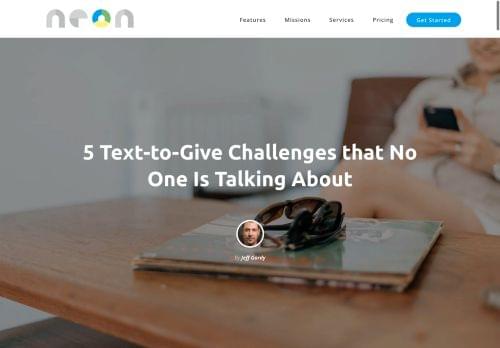 neon
Features Missions Services Pricing Get Started
5 Text-to-Give Challenges that No
One Is Talking About
By Jeff Gordy